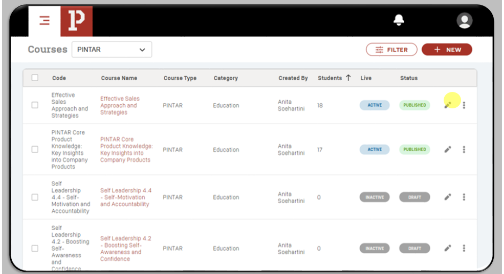 P
Courses PINTAR FILTER + NEW
Code Course Name Course Type Category Created By Students ↑ Live Status
Effective
Sales
Approach and
Strategies
Effective Sales
Approach and
Strategies
PINTAR Education
Anita
Soehartini
18 ACTIVE PUBLISHED
PINTAR Core
Product
Knowledge:
Key Insights
into Company
Products
PINTAR Core
Product Knowledge:
Key Insights into
Company Products
PINTAR Education
Anita
Soehartini
17 ACTIVE PUBLISHED
Self
Leadership
4.4 - Self-
Motivation and
Accountability
Self Leadership 4.4
- Self-Motivation
and Accountability
PINTAR Education
Anita
Soehartini
0 INACTIVE DRAFT
Self
Leadership
4.2 - Boosting
Self-
Awareness
and
Confidence
Self Leadership 4.2
- Boosting Self-
Awareness and
Confidence
PINTAR Education
Anita
Soehartini
0 INACTIVE DRAFT